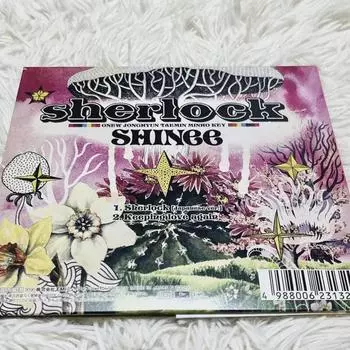 sherlock
ONEW JONGHYUN TAEMIN MINHO KEY
SHINee
1. Sherlock (Japanese ver.)
2. Keeping love again
4 988006 23132